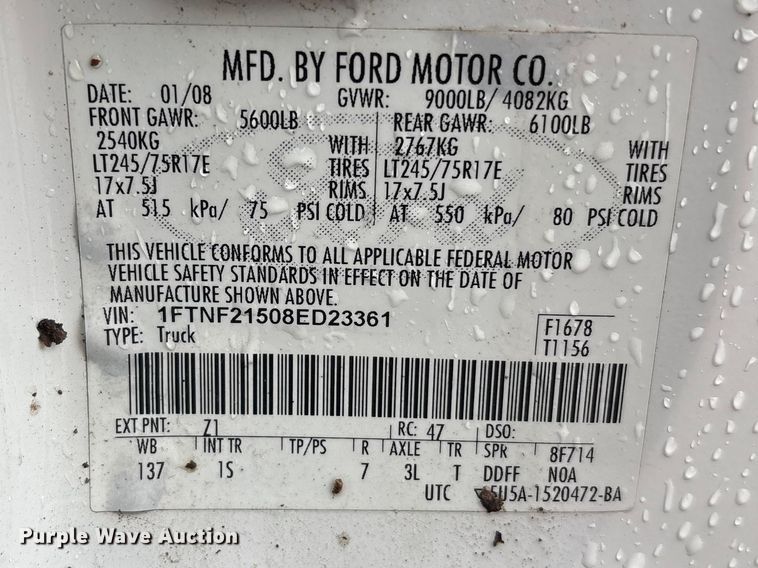 MFD. BY FORD MOTOR CO.
DATE: 01/08 GVWR: 9000LB/ 4082KG
FRONT GAWR: 5600LB REAR GAWR: 6100LB
2540KG WITH 2767KG WITH
LT245/75R17E TIRES LT245/75R17E TIRES
17x7.5J RIMS 17x7.5J RIMS
AT 515 kPa/ 75 PSI COLD AT 550 kPa/ 80 PSI COLD
THIS VEHICLE CONFORMS TO ALL APPLICABLE FEDERAL MOTOR
VEHICLE SAFETY STANDARDS IN EFFECT ON THE DATE OF
MANUFACTURE SHOWN ABOVE.
VIN: 1FTNF21508ED23361 F1678
TYPE: Truck T1156
EXT PNT: Z1 RC: 47 DSO:
WB INT TR TP/PS R AXLE TR SPR 8F714
137 1S 7 3L T DDFF N0A
UTC 5U5A-1520472-BA
Purple Wave Auction